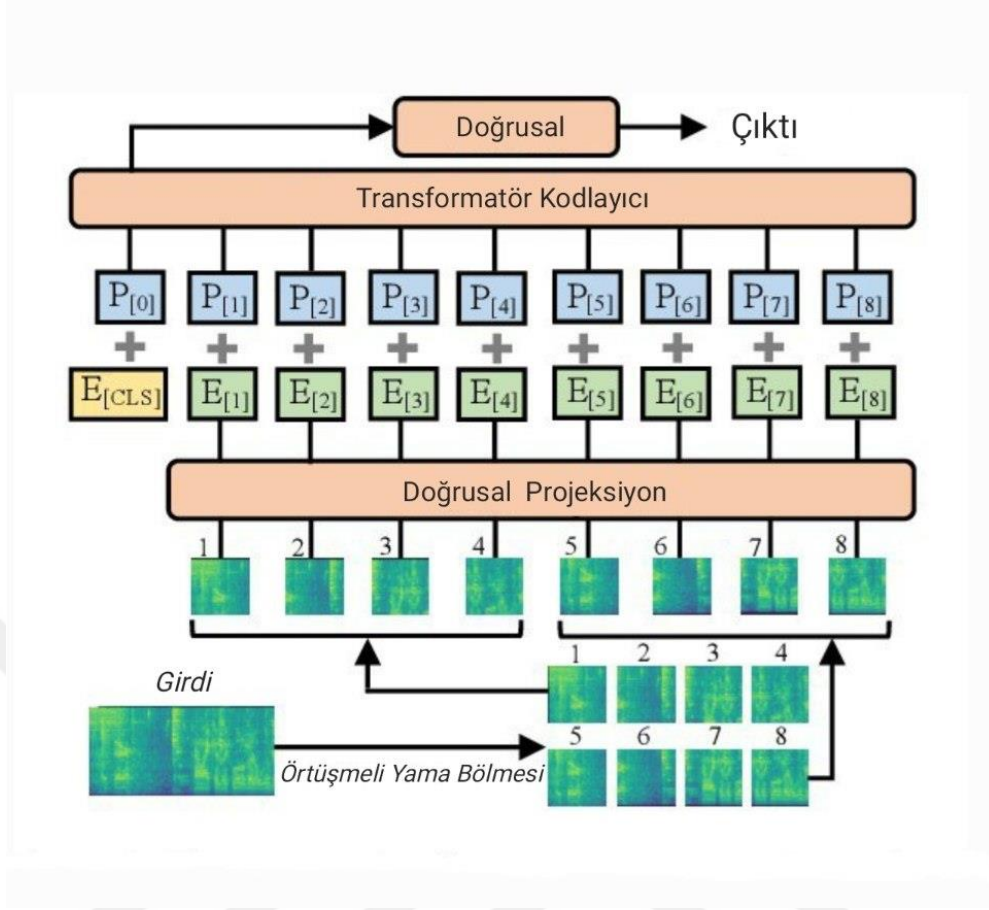 Doğrusal
Çıktı
Transformatör Kodlayıcı
P[0] P[1] P[2] P[3] P[4] P[5] P[6] P[7] P[8]
+ + + + + + + + +
E[CLS] E[1] E[2] E[3] E[4] E[5] E[6] E[7] E[8]
Doğrusal Projeksiyon
1 2 3 4 5 6 7 8
1 2 3 4
Girdi
5 6 7 8
Örtüşmeli Yama Bölmesi